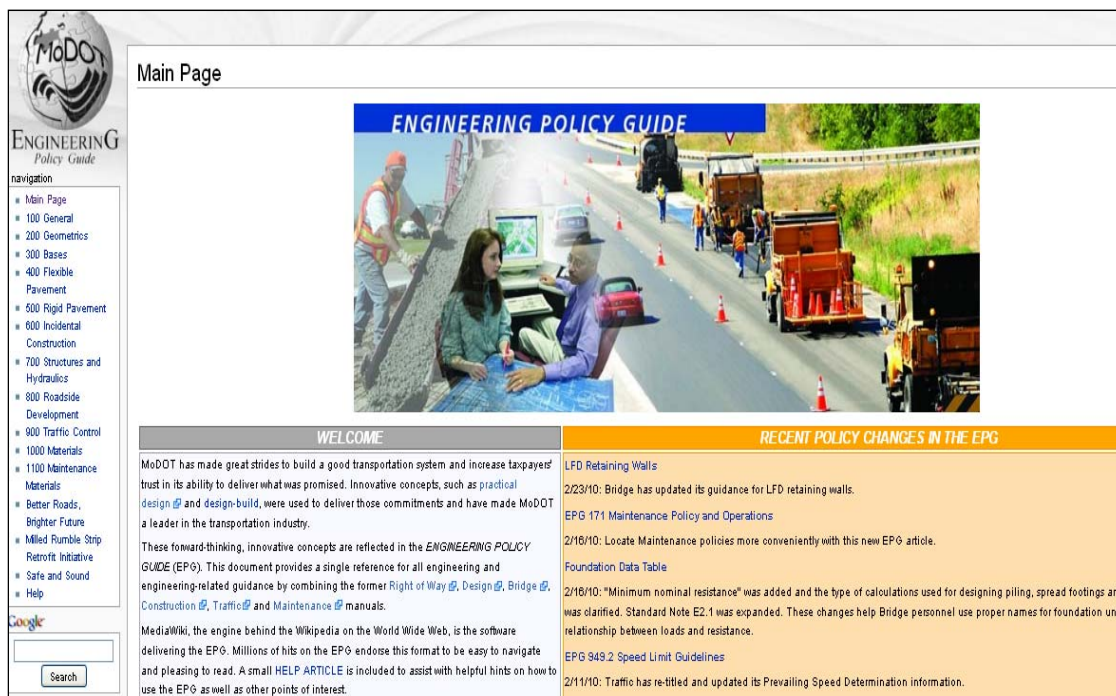 MoDOT
ENGINEERING
Policy Guide
navigation
Main Page
100 General
200 Geometrics
300 Bases
400 Flexible
Pavement
500 Rigid Pavement
600 Incidental
Construction
700 Structures and
Hydraulics
800 Roadside
Development
900 Traffic Control
1000 Materials
1100 Maintenance
Materials
Better Roads,
Brighter Future
Milled Rumble Strip
Retrofit Initiative
Safe and Sound
Help
Google
Search
Main Page
ENGINEERING POLICY GUIDE
WELCOME
MoDOT has made great strides to build a good transportation system and increase taxpayers'
trust in its ability to deliver what was promised. Innovative concepts, such as practical
design and design-build, were used to deliver those commitments and have made MoDOT
a leader in the transportation industry.
These forward-thinking, innovative concepts are reflected in the ENGINEERING POLICY
GUIDE (EPG). This document provides a single reference for all engineering and
engineering-related guidance by combining the former Right of Way, Design, Bridge,
Construction, Traffic and Maintenance manuals.
MediaWiki, the engine behind the Wikipedia on the World Wide Web, is the software
delivering the EPG. Millions of hits on the EPG endorse this format to be easy to navigate
and pleasing to read. A small HELP ARTICLE is included to assist with helpful hints on how to
use the EPG as well as other points of interest.
RECENT POLICY CHANGES IN THE EPG
LFD Retaining Walls
2/23/10: Bridge has updated its guidance for LFD retaining walls.
EPG 171 Maintenance Policy and Operations
2/16/10: Locate Maintenance policies more conveniently with this new EPG article.
Foundation Data Table
2/16/10: "Minimum nominal resistance" was added and the type of calculations used for designing piling, spread footings
was clarified. Standard Note E2.1 was expanded. These changes help Bridge personnel use proper names for foundation
relationship between loads and resistance.
EPG 949.2 Speed Limit Guidelines
2/11/10: Traffic has re-titled and updated its Prevailing Speed Determination information.